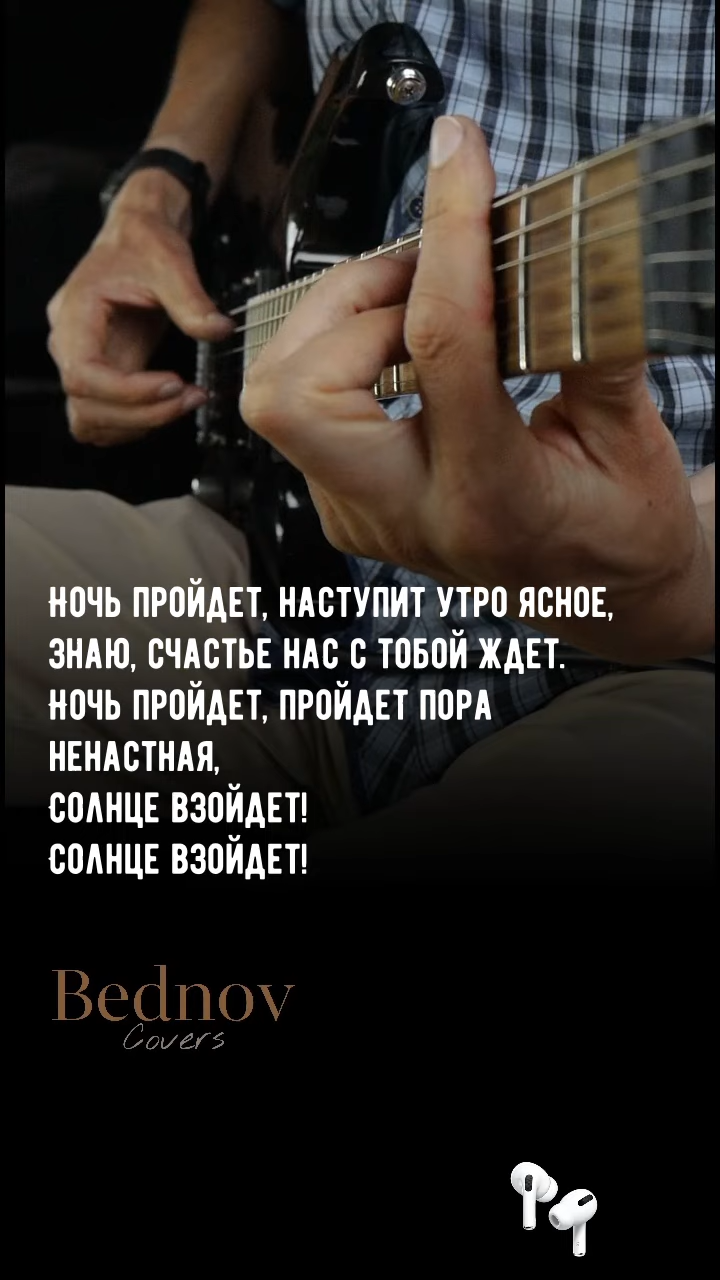 НОЧЬ ПРОЙДЕТ, НАСТУПИТ УТРО ЯСНОЕ,
ЗНАЮ, СЧАСТЬЕ НАС С ТОБОЙ ЖДЕТ.
НОЧЬ ПРОЙДЕТ, ПРОЙДЕТ ПОРА
НЕНАСТНАЯ,
СОЛНЦЕ ВЗОЙДЕТ!
СОЛНЦЕ ВЗОЙДЕТ!
Bednov
Covers